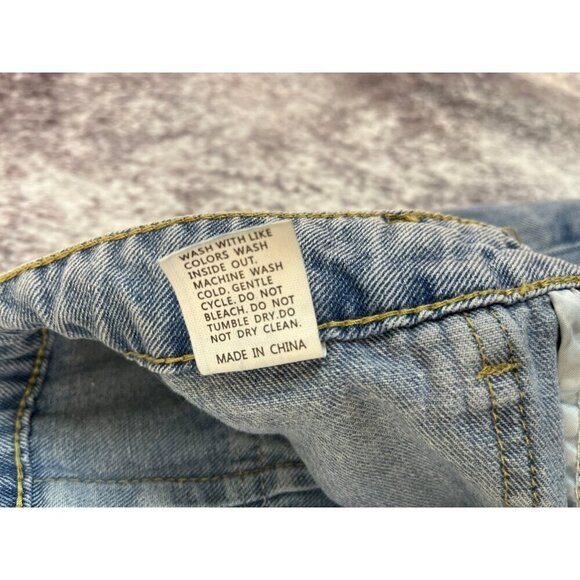 WASH WITH LIKE
COLORS WASH
INSIDE OUT.
MACHINE WASH
COLD. GENTLE
CYCLE. DO NOT
BLEACH. DO NOT
TUMBLE DRY.DO
NOT DRY CLEAN.
MADE IN CHINA